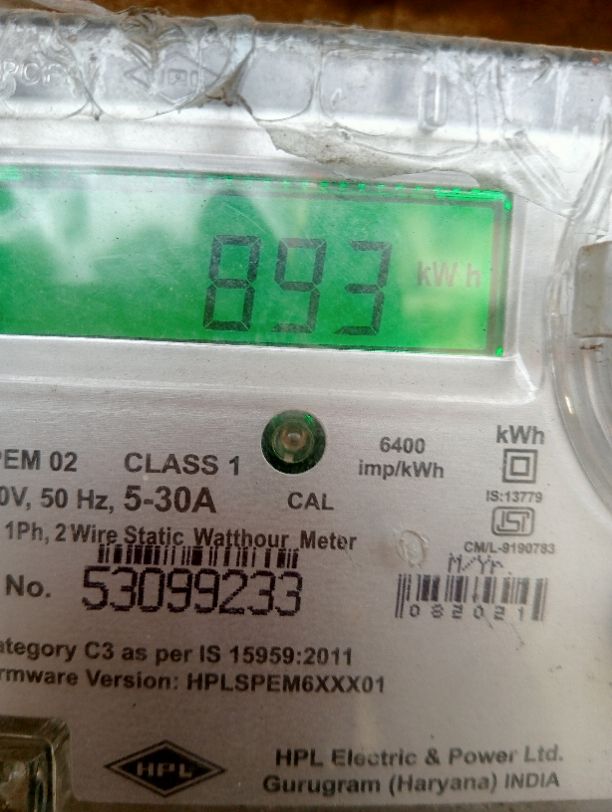 893 kWh
PEM 02 CLASS 1
6400
imp/kWh
kWh
0V, 50 Hz, 5-30A
CAL
IS:13779
ISI
1Ph, 2 Wire Static Watthour Meter
CM/L-9190783
M/Yr.
No. 53099233
082021
ategory C3 as per IS 15959:2011
rmware Version: HPLSPEM6XXX01
HPL
HPL Electric & Power Ltd.
Gurugram (Haryana) INDIA